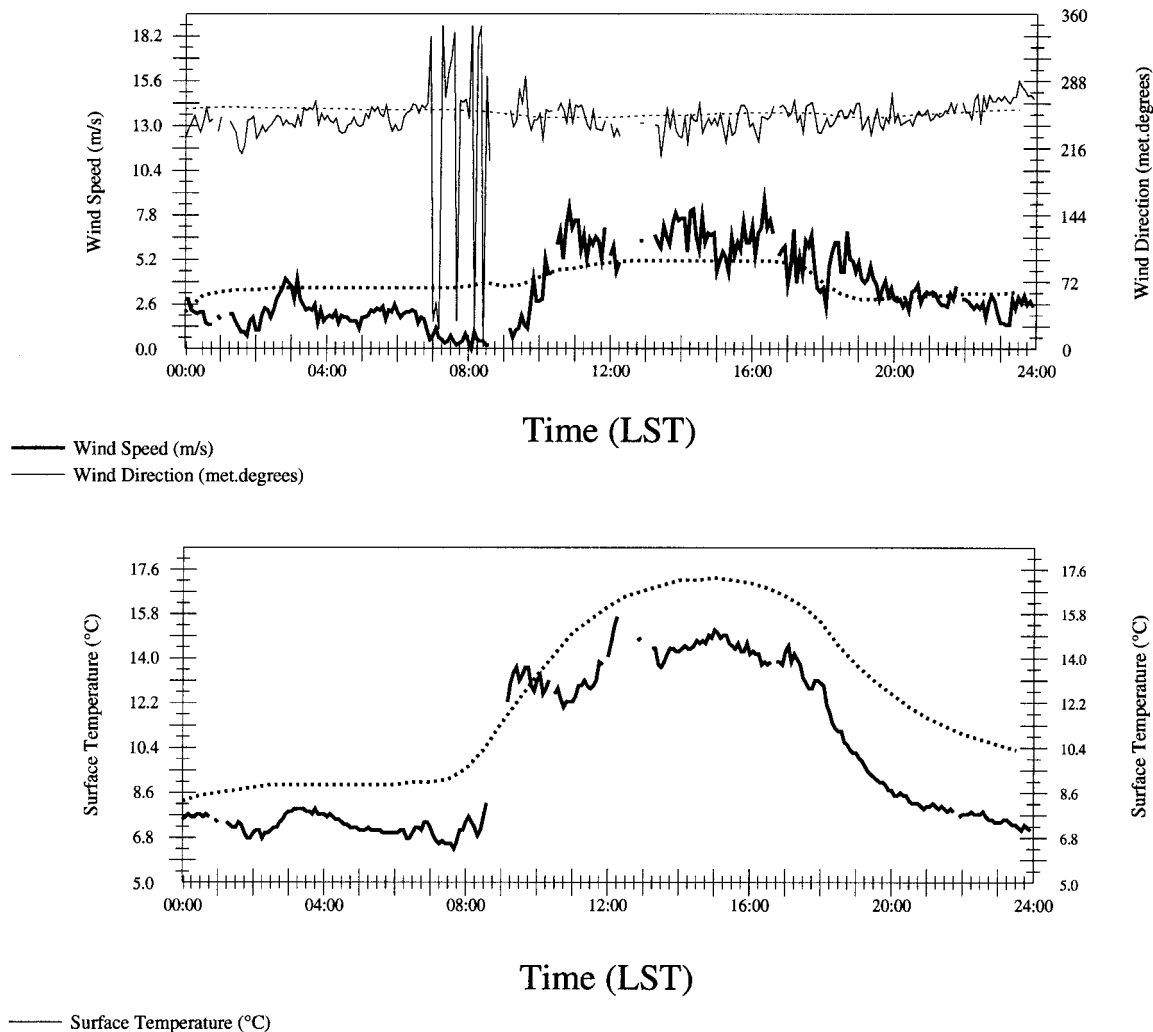 18.2
15.6
13.0
10.4
7.8
5.2
2.6
0.0
Wind Speed (m/s)
360
288
216
144
72
0
Wind Direction (met.degrees)
00:00 04:00 08:00 12:00 16:00 20:00 24:00
Time (LST)
Wind Speed (m/s)
Wind Direction (met.degrees)
17.6
15.8
14.0
12.2
10.4
8.6
6.8
5.0
Surface Temperature (°C)
17.6
15.8
14.0
12.2
10.4
8.6
6.8
5.0
Surface Temperature (°C)
00:00 04:00 08:00 12:00 16:00 20:00 24:00
Time (LST)
Surface Temperature (°C)